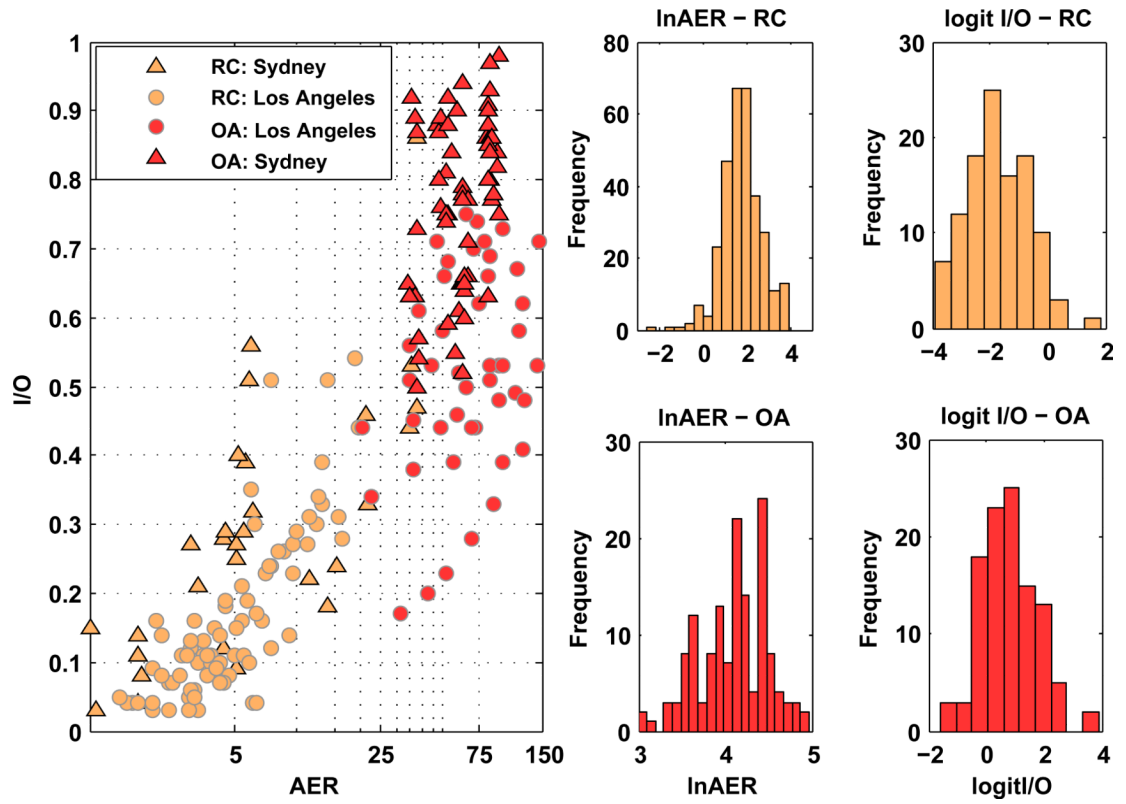 1
0.9
0.8
0.7
0.6
0.5
0.4
0.3
0.2
0.1
0
I/O
RC: Sydney
RC: Los Angeles
OA: Los Angeles
OA: Sydney
5 25 75 150
AER
lnAER − RC
80
60
40
20
0
Frequency
−2 0 2 4
logit I/O − RC
30
20
10
0
Frequency
−4 −2 0 2
lnAER − OA
30
20
10
0
Frequency
3 4 5
lnAER
logit I/O − OA
30
20
10
0
Frequency
−2 0 2 4
logitI/O